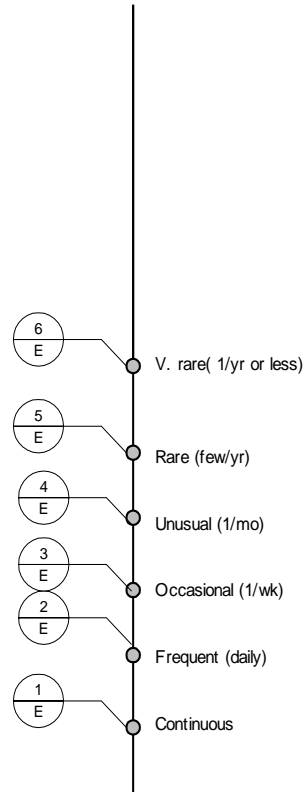 6
E
V. rare( 1/yr or less)
5
E
Rare (few/yr)
4
E
Unusual (1/mo)
3
E
Occasional (1/wk)
2
E
Frequent (daily)
1
E
Continuous